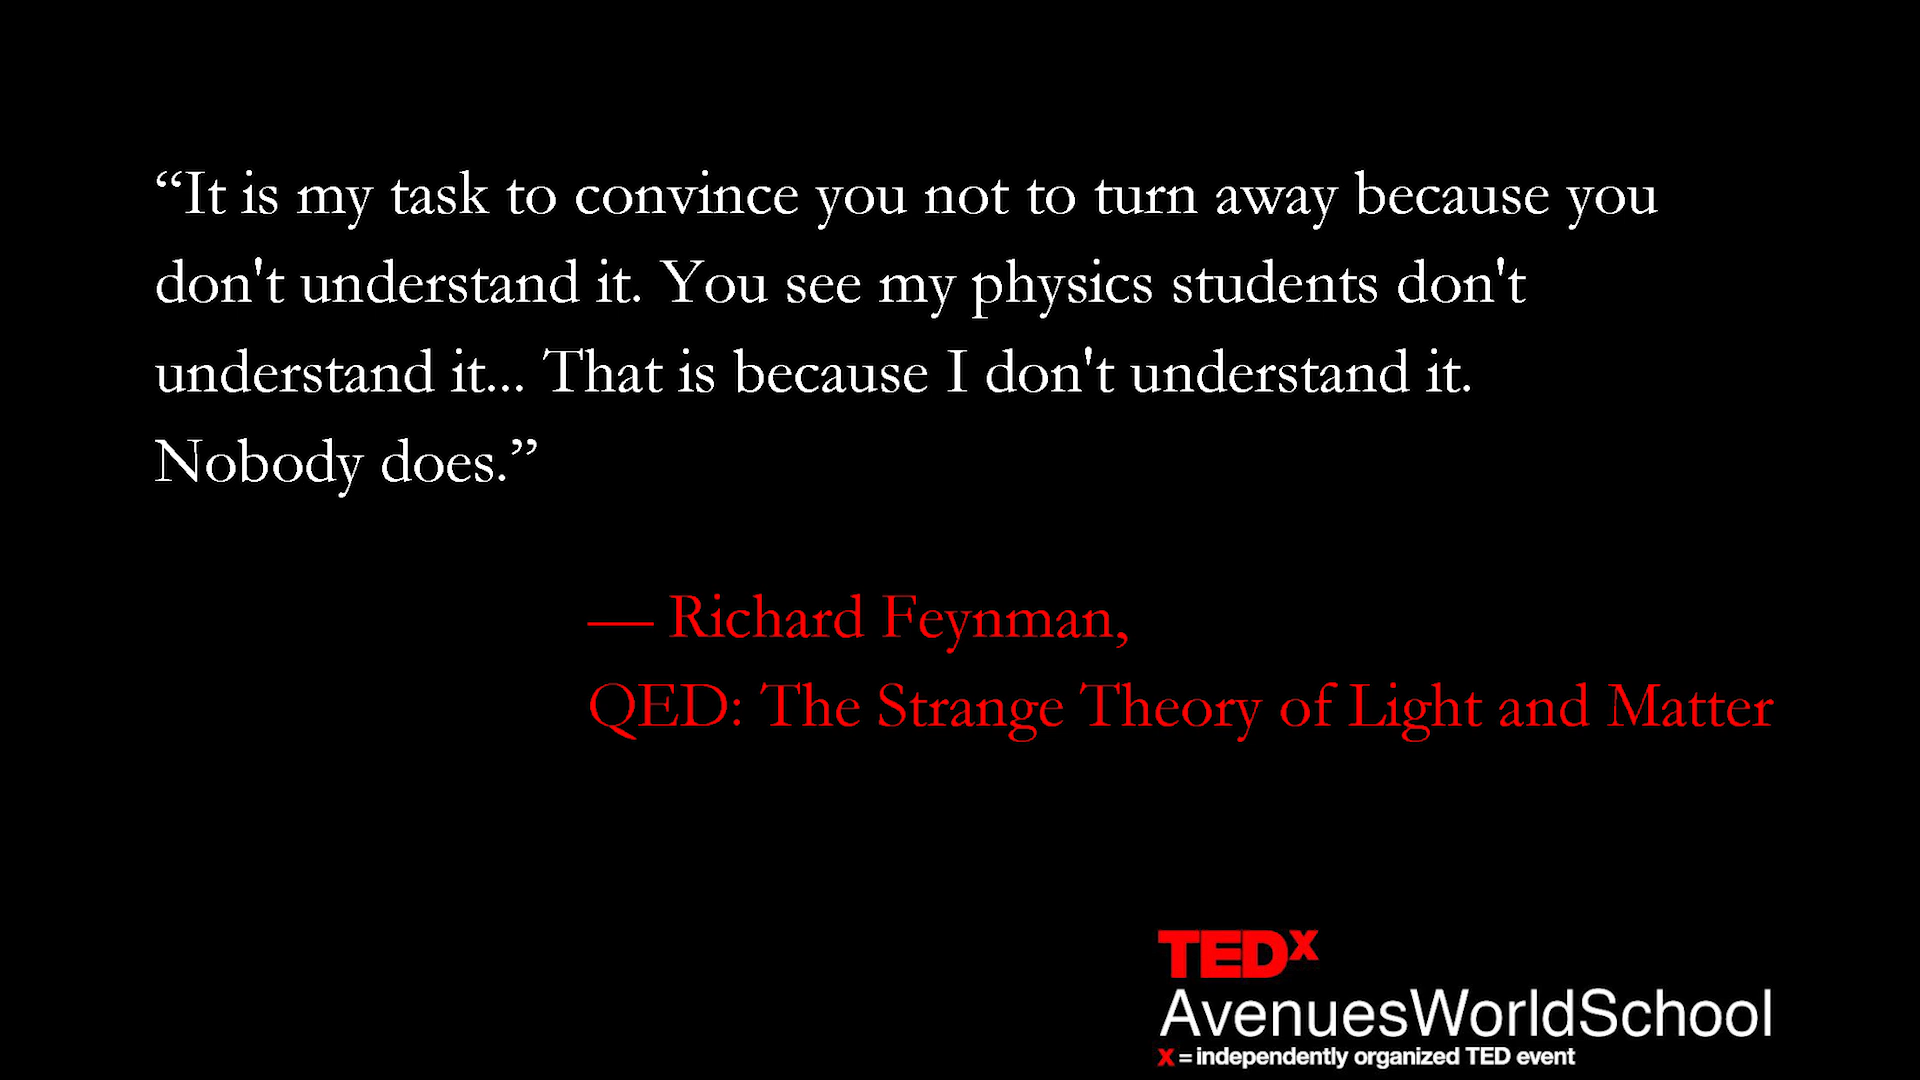 “It is my task to convince you not to turn away because you
don't understand it. You see my physics students don't
understand it... That is because I don't understand it.
Nobody does.”
— Richard Feynman,
QED: The Strange Theory of Light and Matter
TEDx
AvenuesWorldSchool
x = independently organized TED event